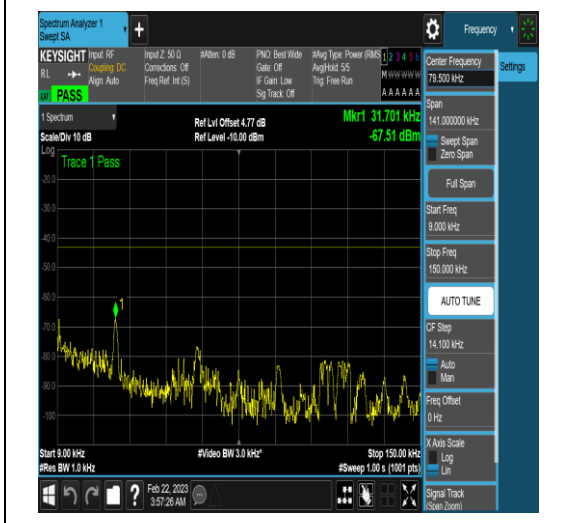 Spectrum Analyzer 1
Swept SA
+
Frequency
KEYSIGHT
RL
PASS
Input: RF
Coupling: DC
Align: Auto
Input Z: 50 Ω
Corrections: Off
Freq Ref: Int (S)
#Atten: 0 dB
PNO: Best Wide
Gate: Off
IF Gain: Low
Sig Track: Off
#Avg Type: Power (RMS
Avg|Hold: 5/5
Trig: Free Run
1 2 3 4 5 6
M W W W W W
A A A A A A
1 Spectrum
Scale/Div 10 dB
Ref Lvl Offset 4.77 dB
Ref Level -10.00 dBm
Mkr1 31.701 kHz
-67.51 dBm
Log
Trace 1 Pass
-20.0
-30.0
-40.0
-50.0
-60.0
-70.0
-80.0
-90.0
-100
1
Start 9.00 kHz
#Res BW 1.0 kHz
#Video BW 3.0 kHz*
Stop 150.00 kHz
#Sweep 1.00 s (1001 pts)
?
Feb 22, 2023
3:57:26 AM
Center Frequency
79.500 kHz
Span
141.000000 kHz
Swept Span
Zero Span
Full Span
Start Freq
9.000 kHz
Stop Freq
150.000 kHz
AUTO TUNE
CF Step
14.100 kHz
Auto
Man
Freq Offset
0 Hz
X Axis Scale
Log
Lin
Signal Track
(Span Zoom)
Settings